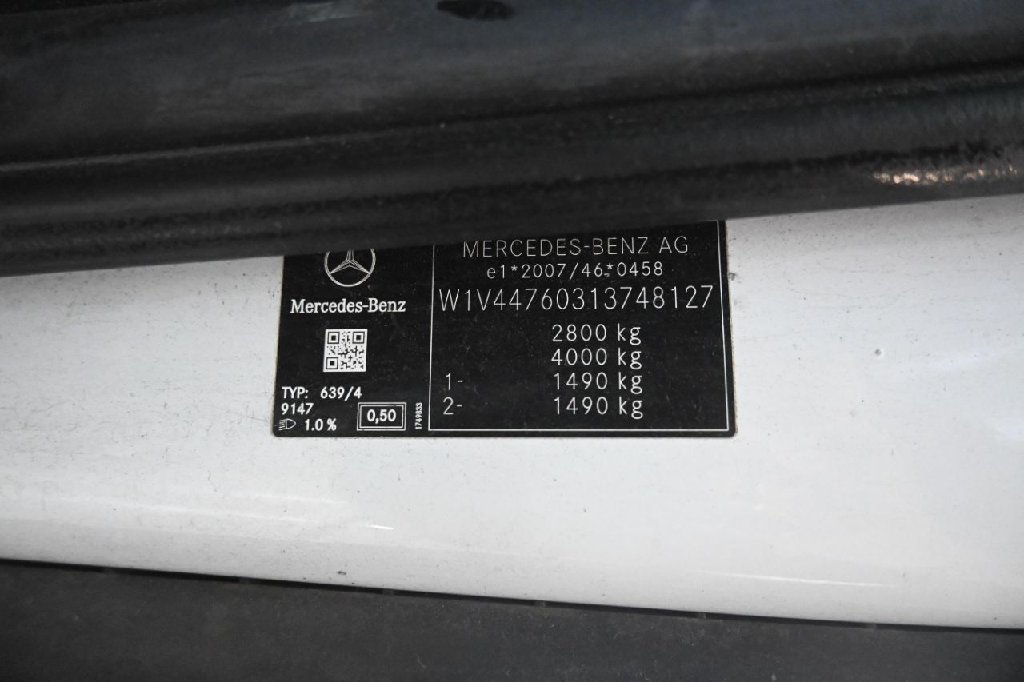 Mercedes-Benz
TYP: 639/4
9147
1.0 %
0,50
1749833
MERCEDES-BENZ AG
e1*2007/46*0458
W1V44760313748127
2800 kg
4000 kg
1- 1490 kg
2- 1490 kg